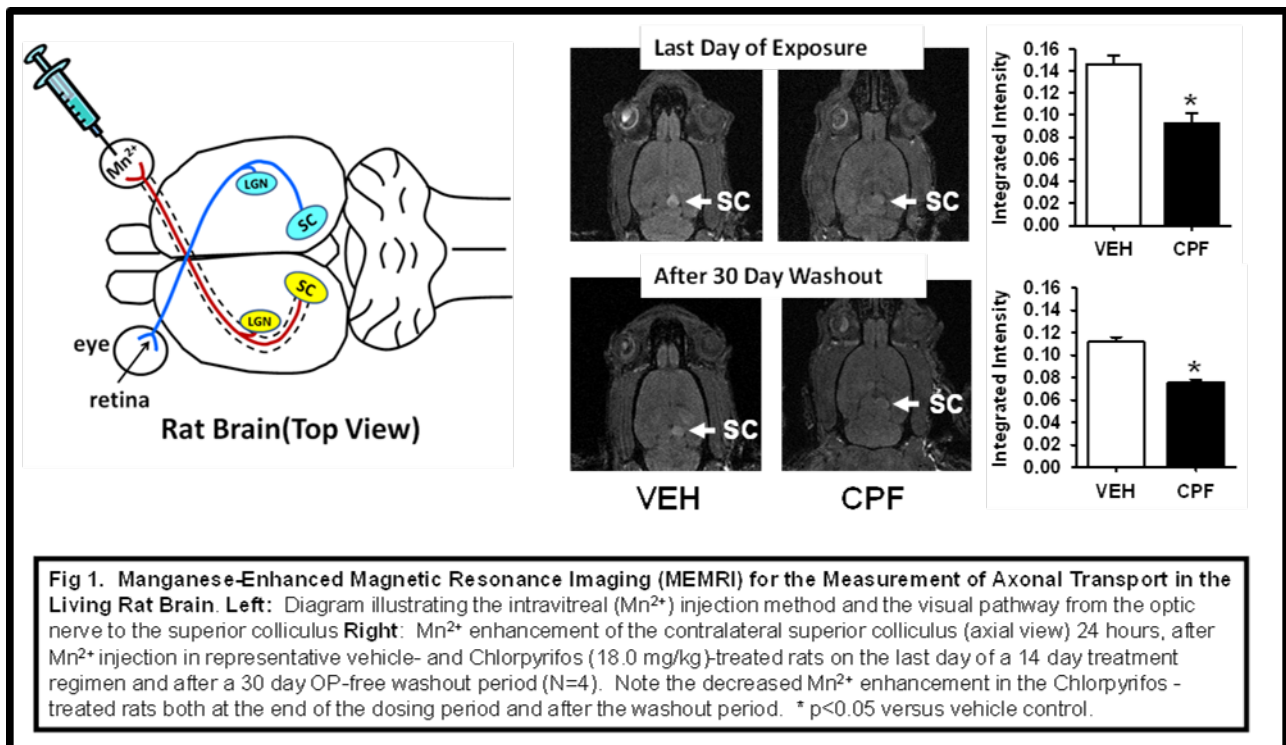 Mn²⁺
LGN
SC
SC
LGN
eye
retina
Rat Brain(Top View)
Last Day of Exposure
SC
SC
After 30 Day Washout
SC
SC
VEH
CPF
Integrated Intensity
0.16
0.14
0.12
0.10
0.08
0.06
0.04
0.02
0.00
*
VEH CPF
Integrated Intensity
0.16
0.14
0.12
0.10
0.08
0.06
0.04
0.02
0.00
*
VEH CPF
Fig 1. Manganese-Enhanced Magnetic Resonance Imaging (MEMRI) for the Measurement of Axonal Transport in the
Living Rat Brain. Left: Diagram illustrating the intravitreal (Mn²⁺) injection method and the visual pathway from the optic
nerve to the superior colliculus Right: Mn²⁺ enhancement of the contralateral superior colliculus (axial view) 24 hours, after
Mn²⁺ injection in representative vehicle- and Chlorpyrifos (18.0 mg/kg)-treated rats on the last day of a 14 day treatment
regimen and after a 30 day OP-free washout period (N=4). Note the decreased Mn²⁺ enhancement in the Chlorpyrifos -
treated rats both at the end of the dosing period and after the washout period. * p<0.05 versus vehicle control.